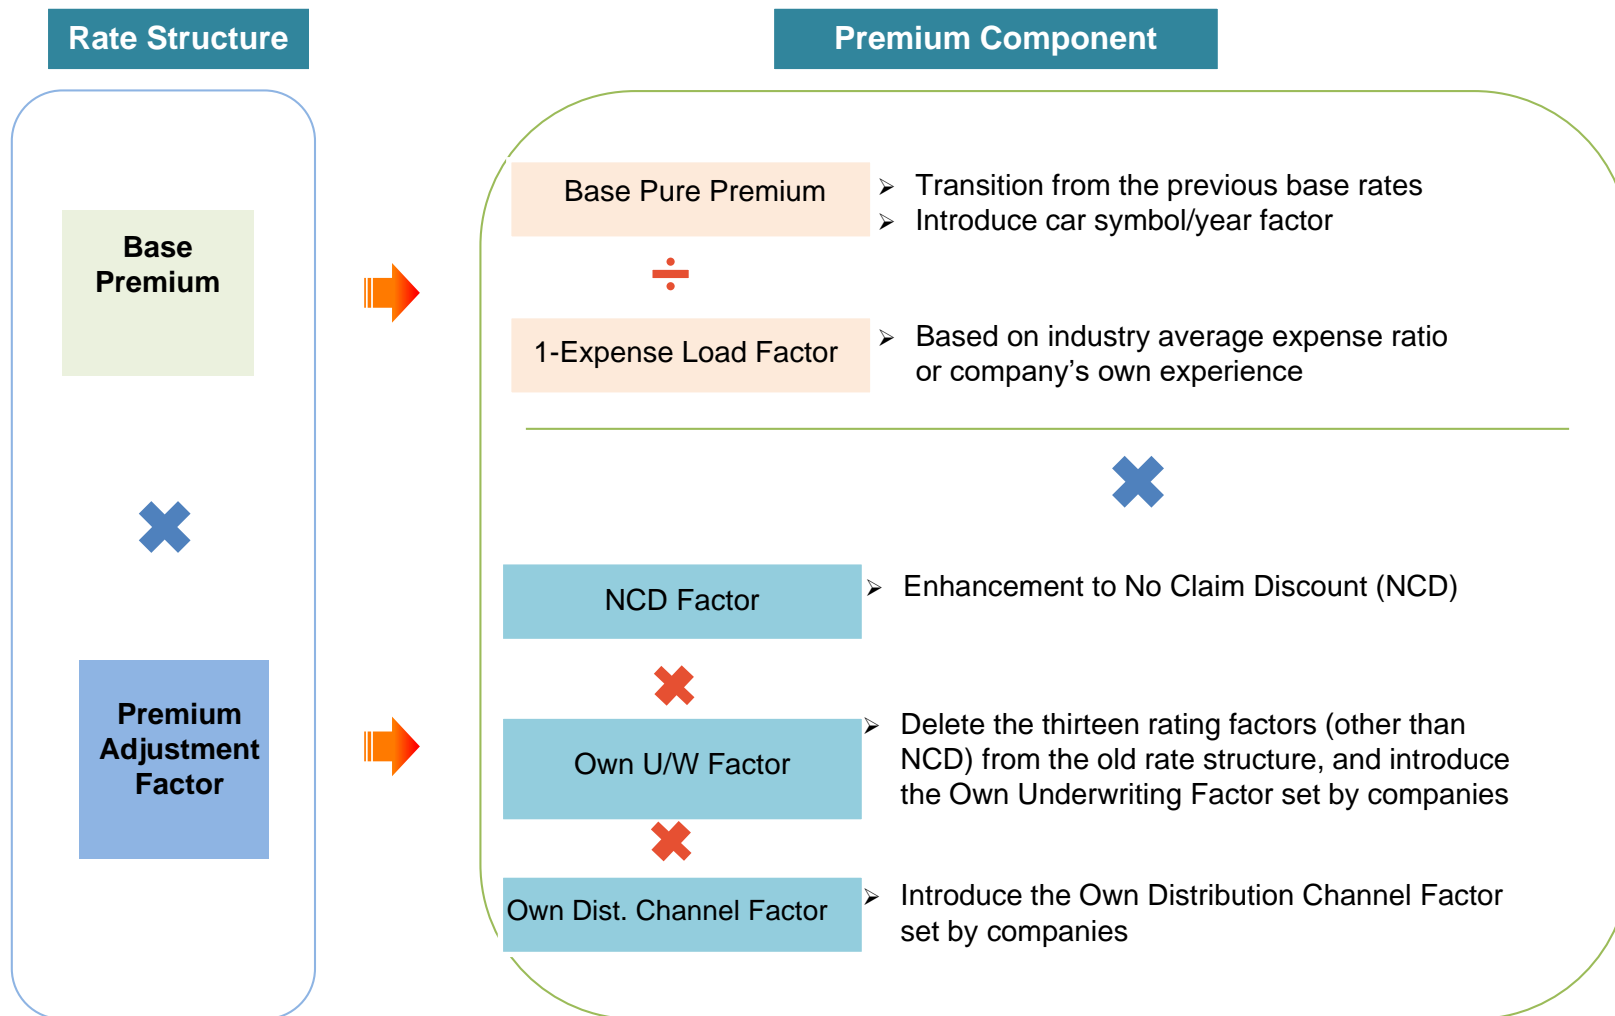 Rate Structure
Premium Component
Base
Premium
Base Pure Premium
➢ Transition from the previous base rates
➢ Introduce car symbol/year factor
÷
1-Expense Load Factor
➢ Based on industry average expense ratio
or company’s own experience
NCD Factor
➢ Enhancement to No Claim Discount (NCD)
Premium
Adjustment
Factor
Own U/W Factor
➢ Delete the thirteen rating factors (other than
NCD) from the old rate structure, and introduce
the Own Underwriting Factor set by companies
Own Dist. Channel Factor
➢ Introduce the Own Distribution Channel Factor
set by companies